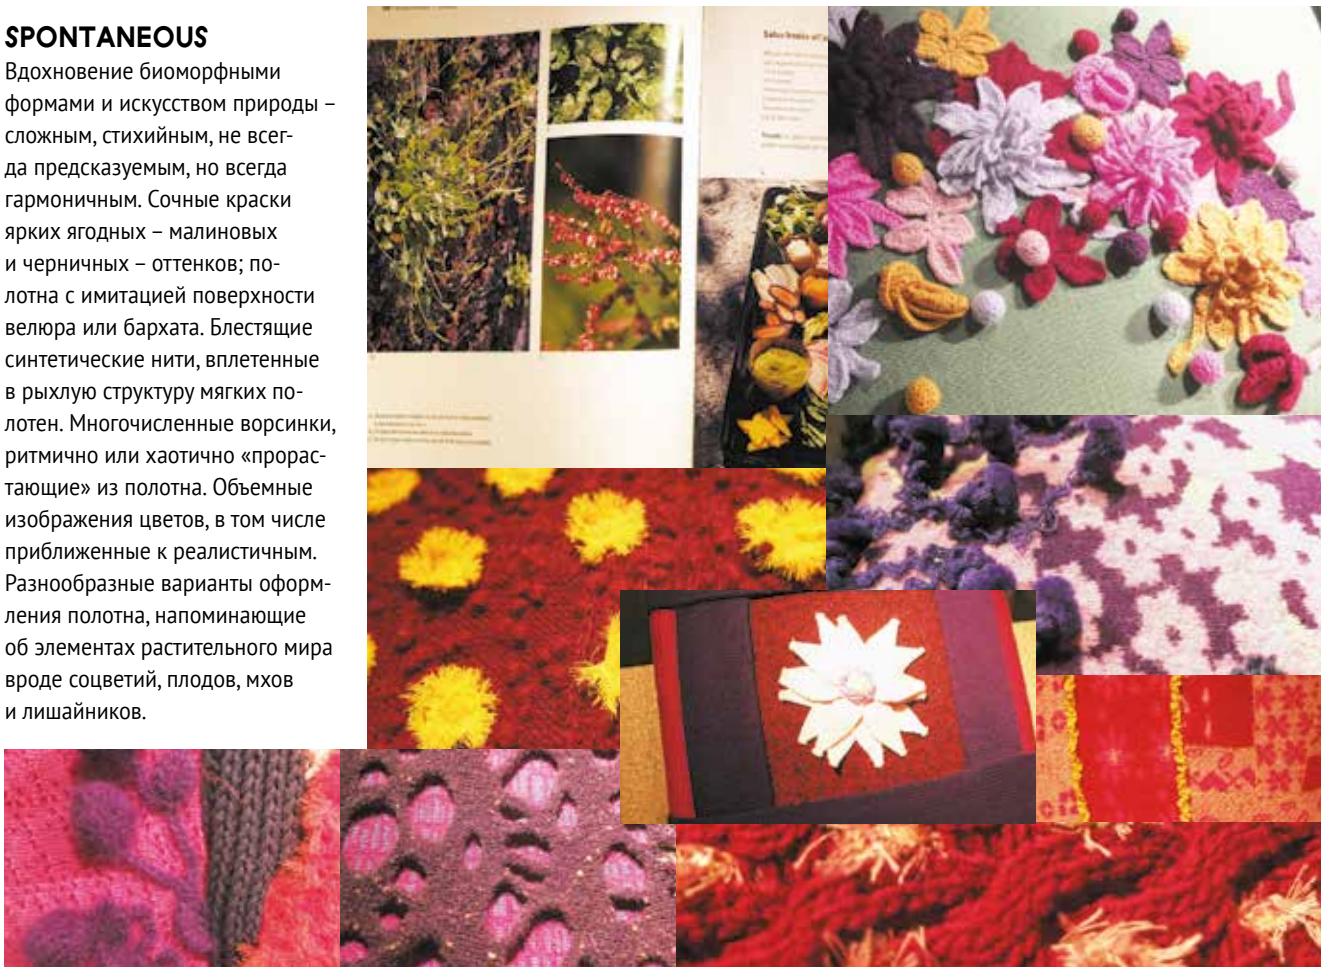 SPONTANEOUS
Вдохновение биоморфными
формами и искусством природы –
сложным, стихийным, не всег-
да предсказуемым, но всегда
гармоничным. Сочные краски
ярких ягодных – малиновых
и черничных – оттенков; по-
лотна с имитацией поверхности
велюра или бархата. Блестящие
синтетические нити, вплетенные
в рыхлую структуру мягких по-
лотен. Многочисленные ворсинки,
ритмично или хаотично «прорас-
тающие» из полотна. Объемные
изображения цветов, в том числе
приближенные к реалистичным.
Разнообразные варианты оформ-
ления полотна, напоминающие
об элементах растительного мира
вроде соцветий, плодов, мхов
и лишайников.